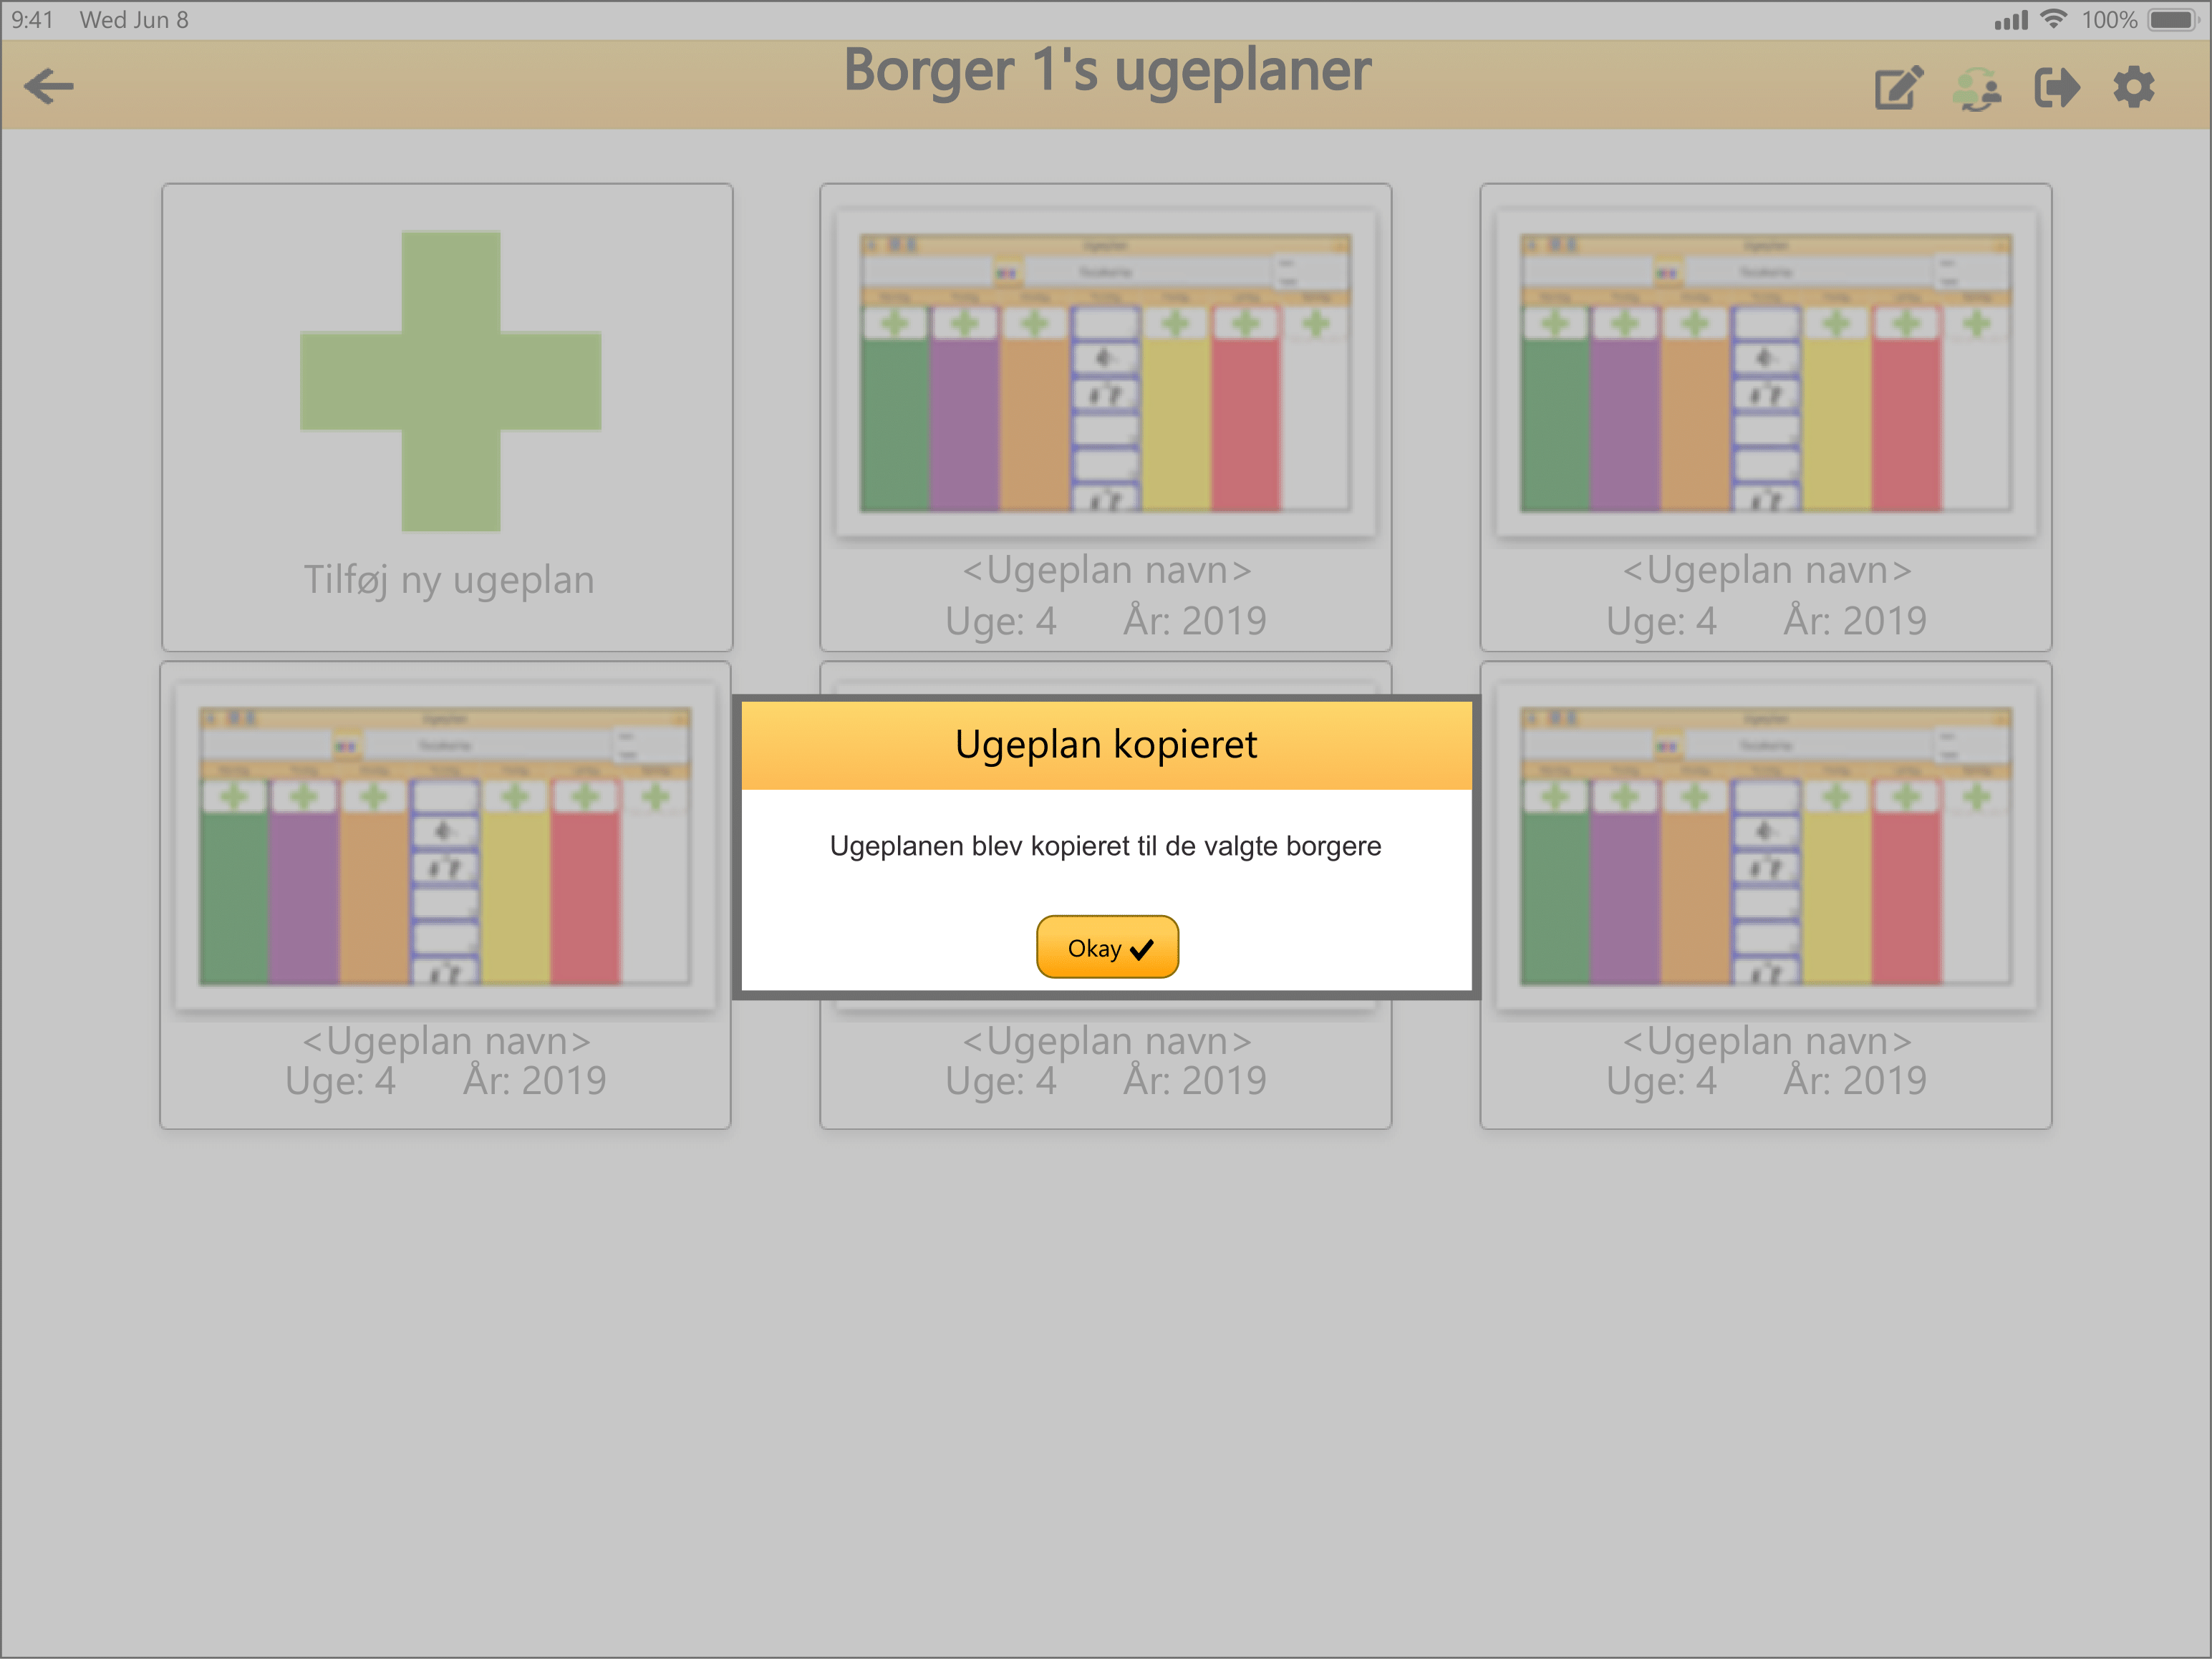 9:41 Wed Jun 8 100%
Borger 1's ugeplaner
Tilføj ny ugeplan
<Ugeplan navn>
Uge: 4 År: 2019
<Ugeplan navn>
Uge: 4 År: 2019
Ugeplan kopieret
Ugeplanen blev kopieret til de valgte borgere
Okay
<Ugeplan navn>
Uge: 4 År: 2019
<Ugeplan navn>
Uge: 4 År: 2019
<Ugeplan navn>
Uge: 4 År: 2019